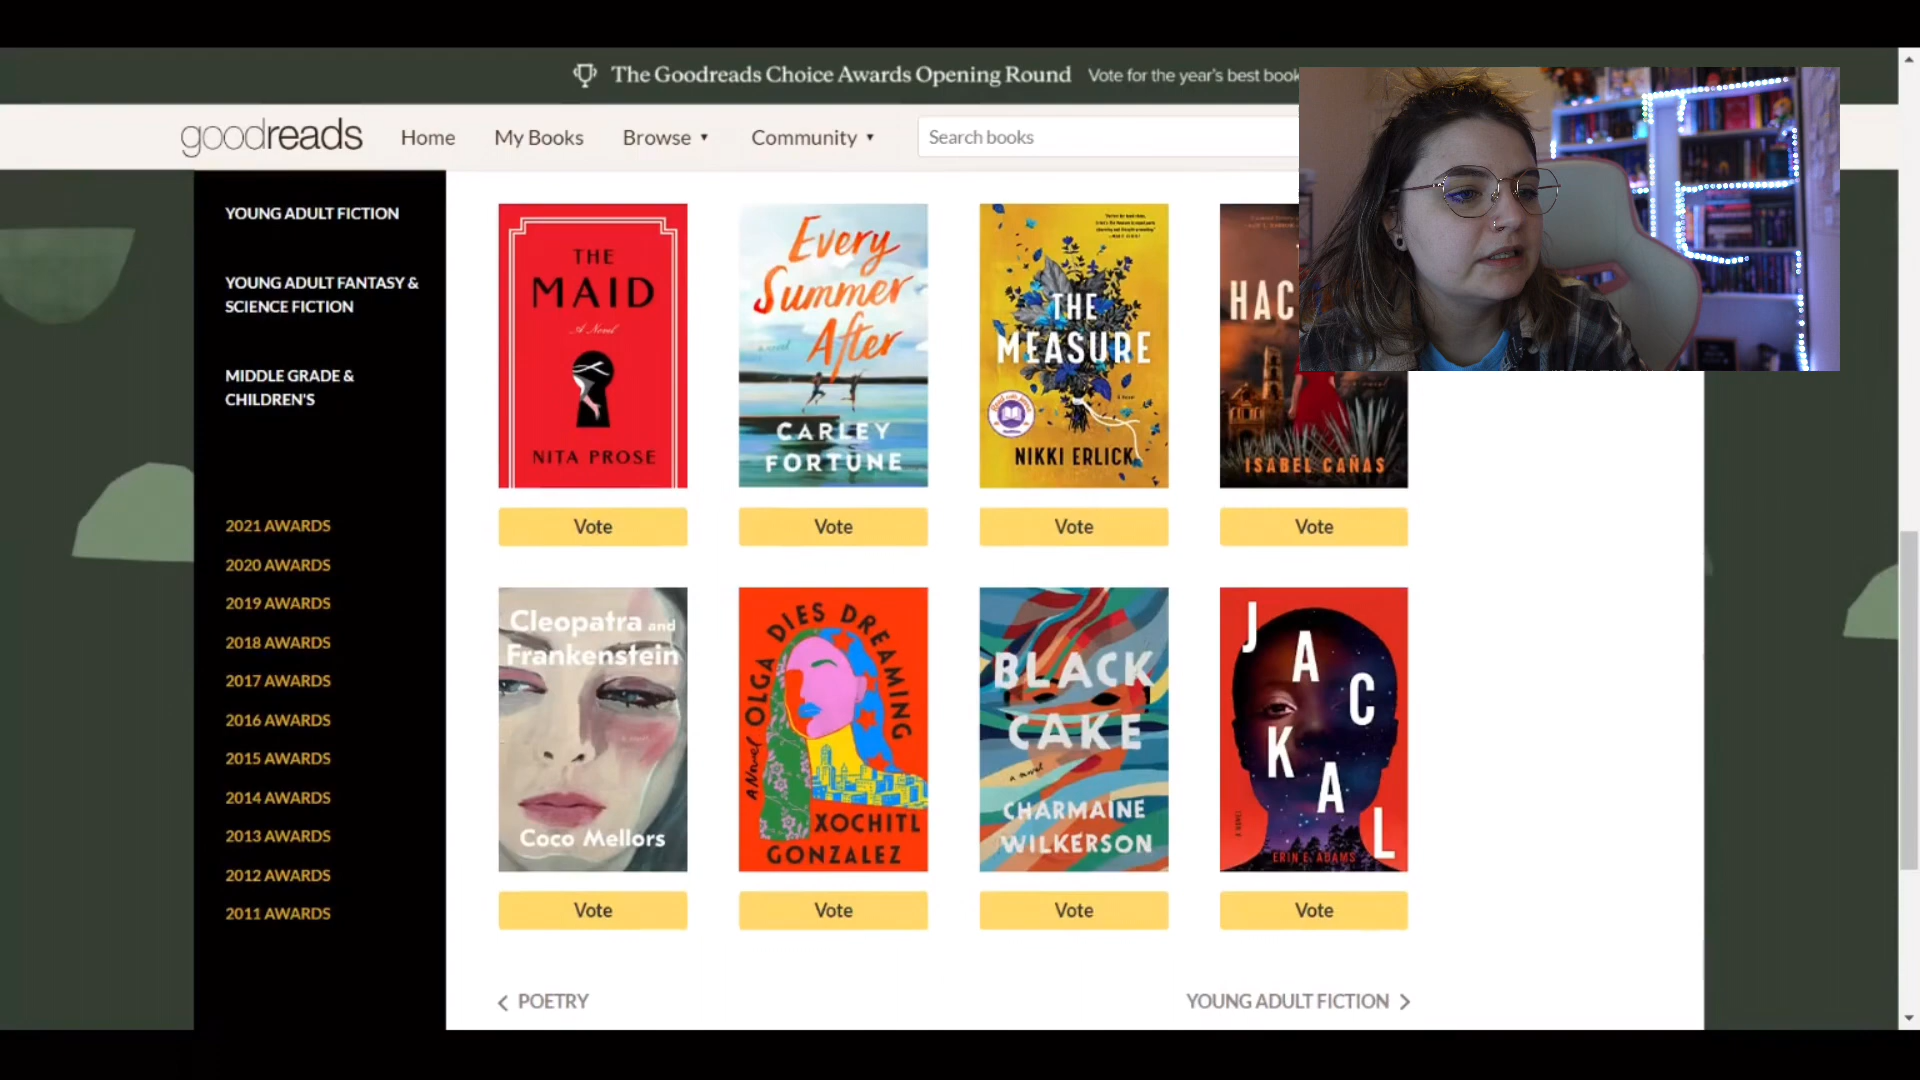 The Goodreads Choice Awards Opening Round Vote for the year's best book
goodreads Home My Books Browse Community Search books
YOUNG ADULT FICTION
YOUNG ADULT FANTASY &
SCIENCE FICTION
MIDDLE GRADE &
CHILDREN'S
2021 AWARDS
2020 AWARDS
2019 AWARDS
2018 AWARDS
2017 AWARDS
2016 AWARDS
2015 AWARDS
2014 AWARDS
2013 AWARDS
2012 AWARDS
2011 AWARDS
THE
MAID
A Novel
NITA PROSE
Vote
Every
Summer
After
a novel
CARLEY
FORTUNE
Vote
THE
MEASURE
A Novel
NIKKI ERLICK
Vote
HAC
ISABEL CAÑAS
Vote
Cleopatra and
Frankenstein
a novel
Coco Mellors
Vote
OLGA DIES DREAMING
A Novel
XOCHITL
GONZALEZ
Vote
BLACK
CAKE
a novel
CHARMAINE
WILKERSON
Vote
JACKAL
A NOVEL
ERIN E. ADAMS
Vote
POETRY
YOUNG ADULT FICTION